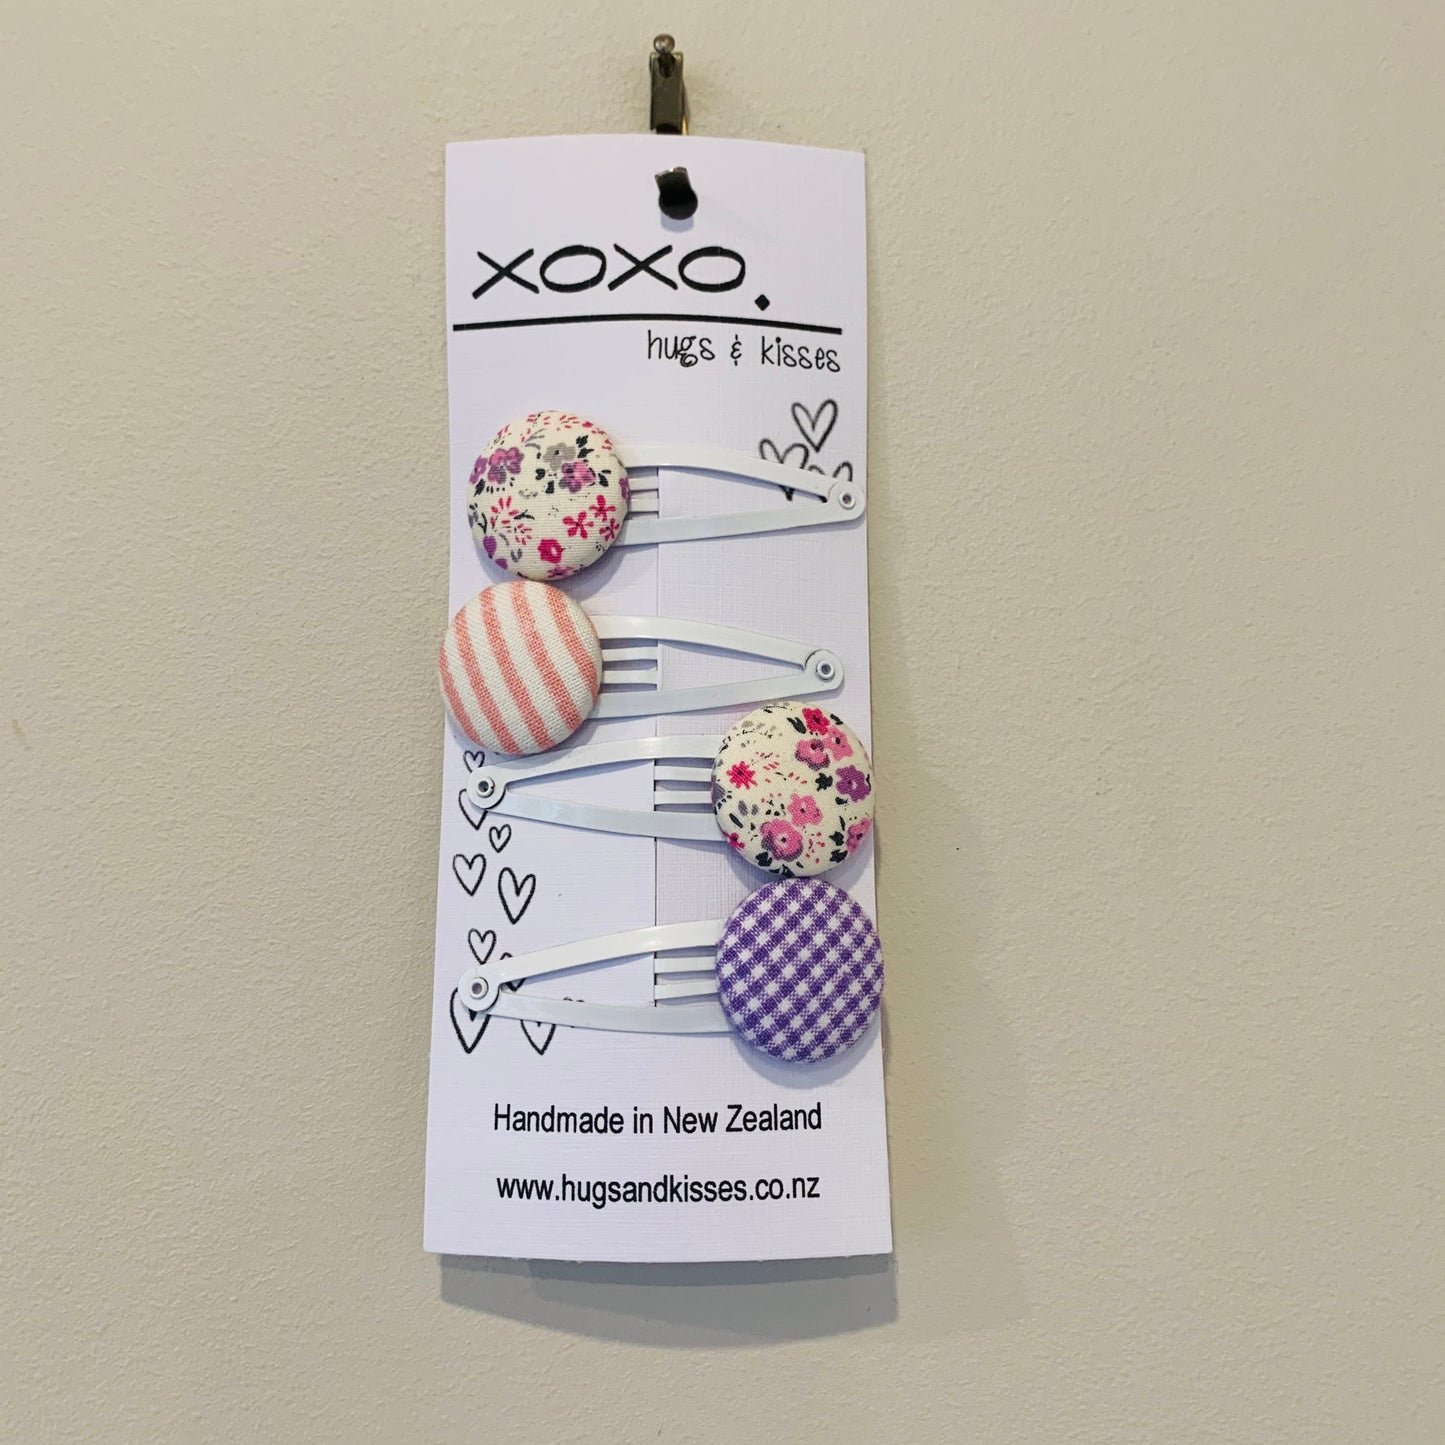 xoxo.
hugs & kisses
Handmade in New Zealand
www.hugsandkisses.co.nz